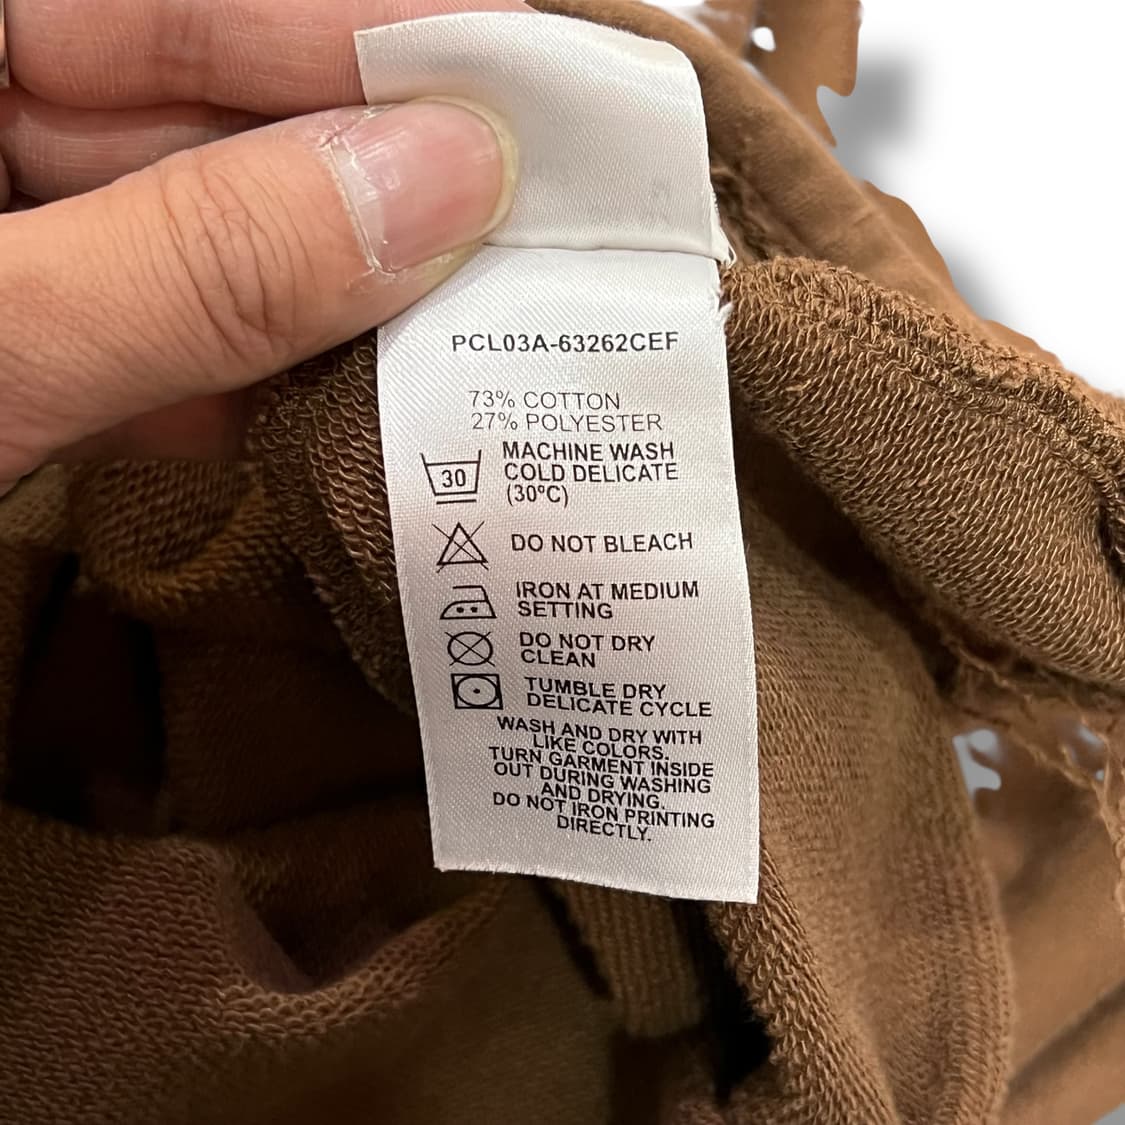 PCL03A-63262CEF
73% COTTON
27% POLYESTER
30
MACHINE WASH
COLD DELICATE
(30ºC)
DO NOT BLEACH
IRON AT MEDIUM
SETTING
DO NOT DRY
CLEAN
TUMBLE DRY
DELICATE CYCLE
WASH AND DRY WITH
LIKE COLORS.
TURN GARMENT INSIDE
OUT DURING WASHING
AND DRYING.
DO NOT IRON PRINTING
DIRECTLY.